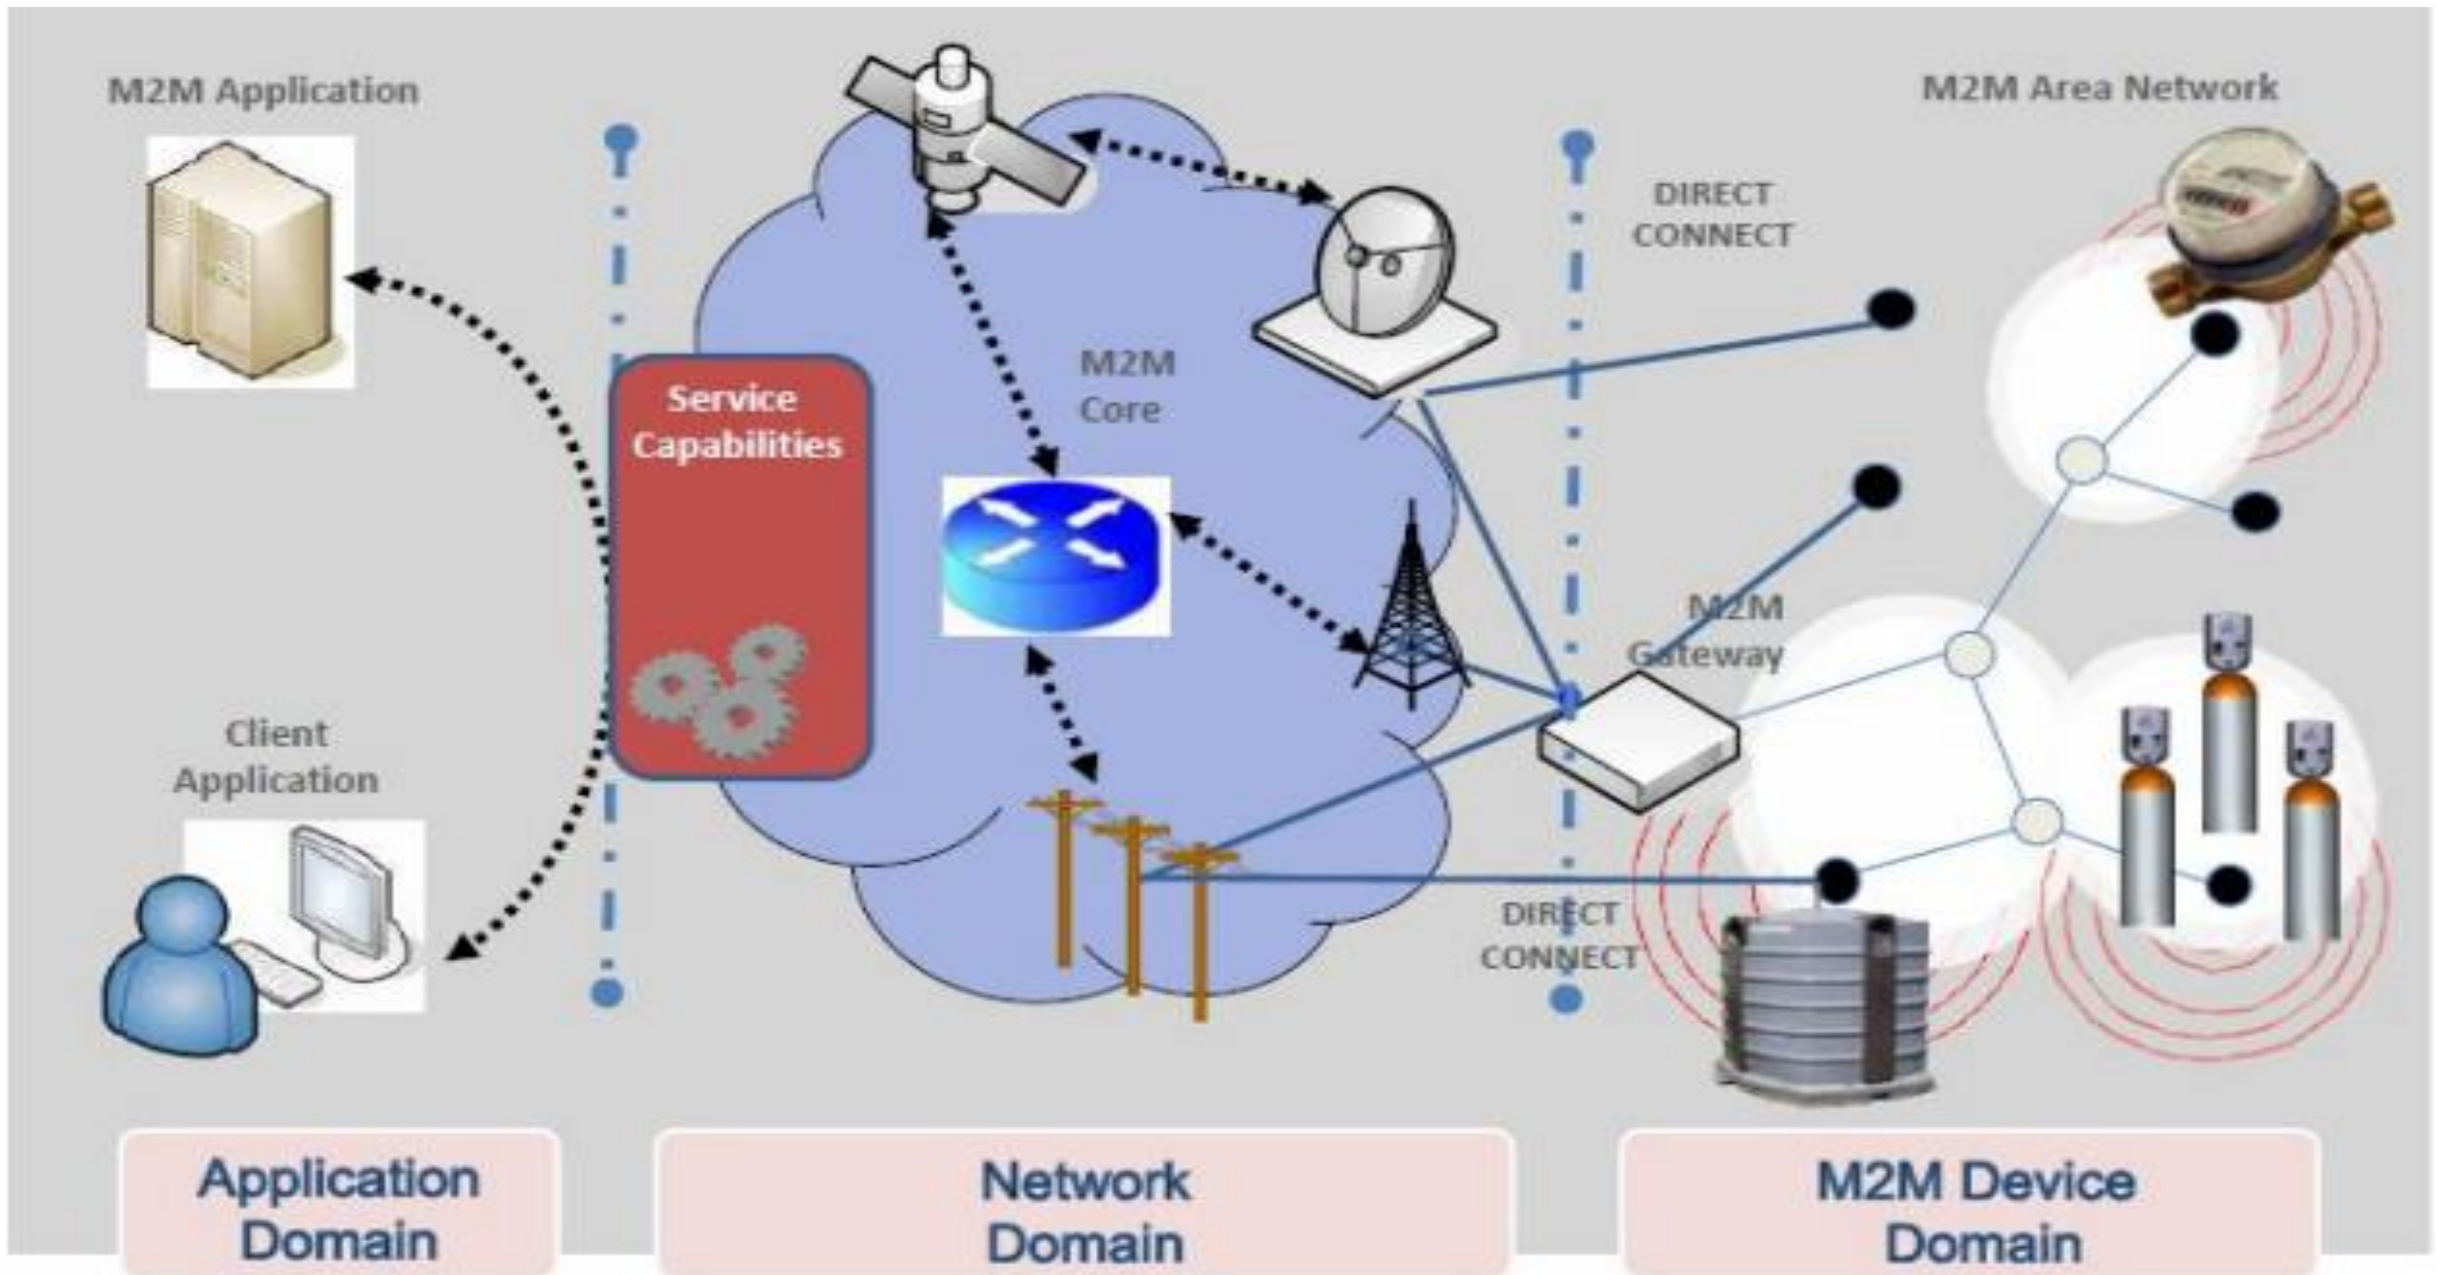 M2M Application
M2M Area Network
DIRECT
CONNECT
M2M
Core
Service
Capabilities
M2M
Gateway
Client
Application
DIRECT
CONNECT
Application
Domain
Network
Domain
M2M Device
Domain